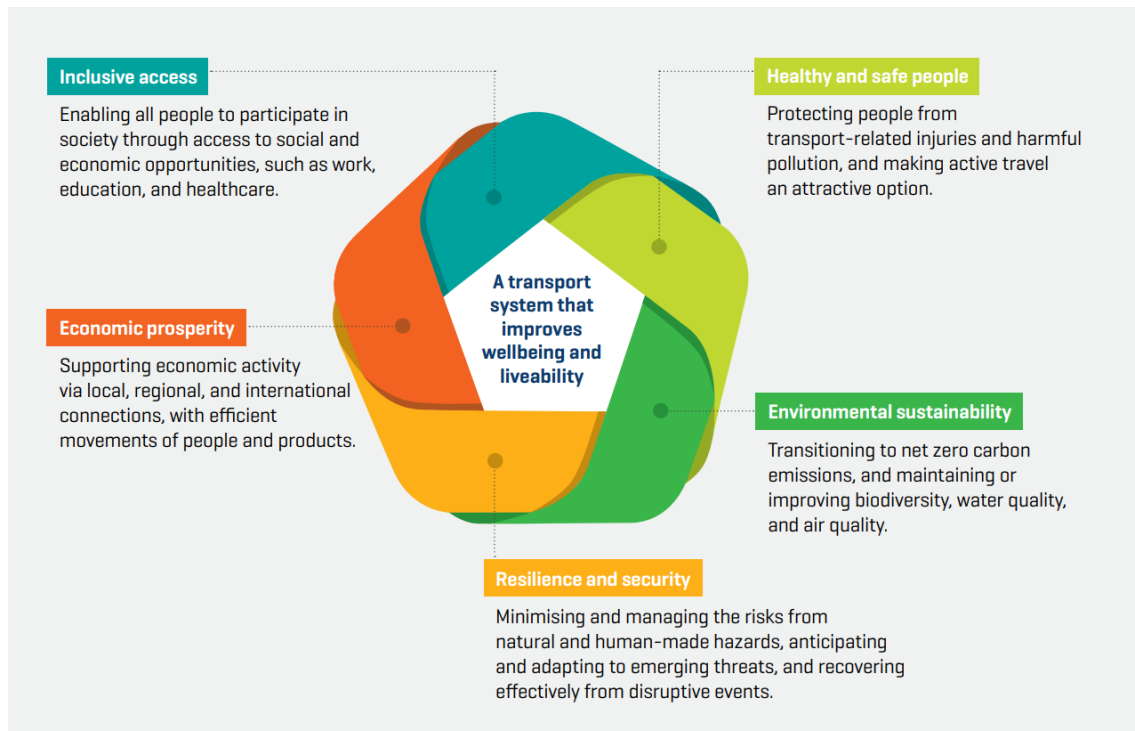 Inclusive access
Enabling all people to participate in
society through access to social and
economic opportunities, such as work,
education, and healthcare.
Healthy and safe people
Protecting people from
transport-related injuries and harmful
pollution, and making active travel
an attractive option.
A transport
system that
improves
wellbeing and
liveability
Economic prosperity
Supporting economic activity
via local, regional, and international
connections, with efficient
movements of people and products.
Environmental sustainability
Transitioning to net zero carbon
emissions, and maintaining or
improving biodiversity, water quality,
and air quality.
Resilience and security
Minimising and managing the risks from
natural and human-made hazards, anticipating
and adapting to emerging threats, and recovering
effectively from disruptive events.